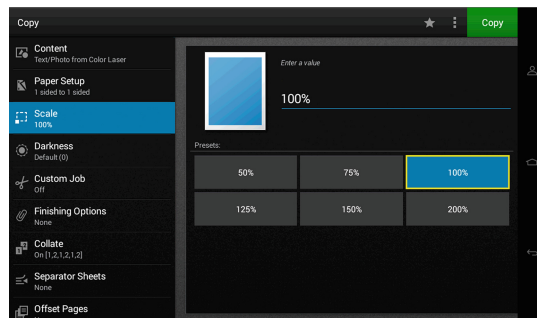 Copy
Copy
Content
Text/Photo from Color Laser
Paper Setup
1 sided to 1 sided
Scale
100%
Darkness
Default (0)
Custom Job
Off
Finishing Options
None
Collate
On [1,2,1,2,1,2]
Separator Sheets
None
Offset Pages
Enter a value
100%
Presets:
50%
75%
100%
125%
150%
200%